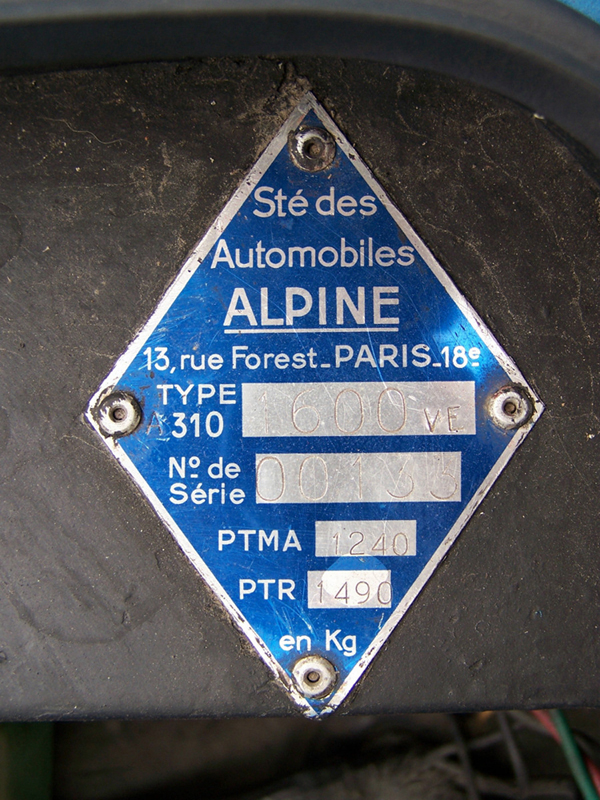 Sté des
Automobiles
ALPINE
13, rue Forest_PARIS_18e
TYPE
A 310 1600 VE
Nº de
Série
PTMA 1240
PTR 1490
en Kg